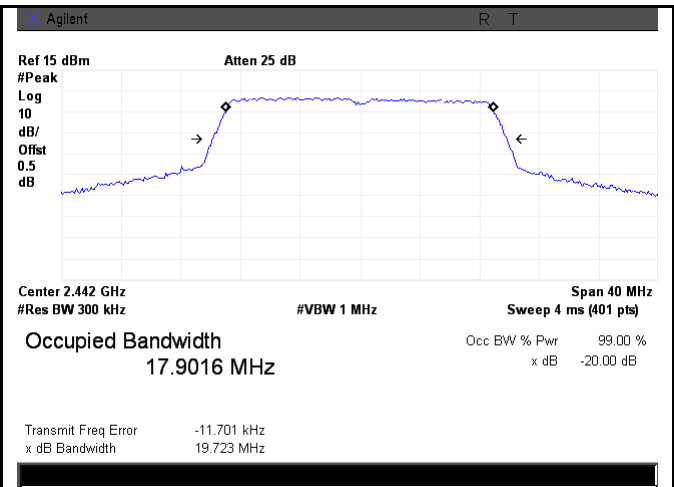 Agilent R T
Ref 15 dBm Atten 25 dB
#Peak
Log
10
dB/
Offst
0.5
dB
Center 2.442 GHz Span 40 MHz
#Res BW 300 kHz #VBW 1 MHz Sweep 4 ms (401 pts)
Occupied Bandwidth Occ BW % Pwr 99.00 %
17.9016 MHz x dB -20.00 dB
Transmit Freq Error -11.701 kHz
x dB Bandwidth 19.723 MHz